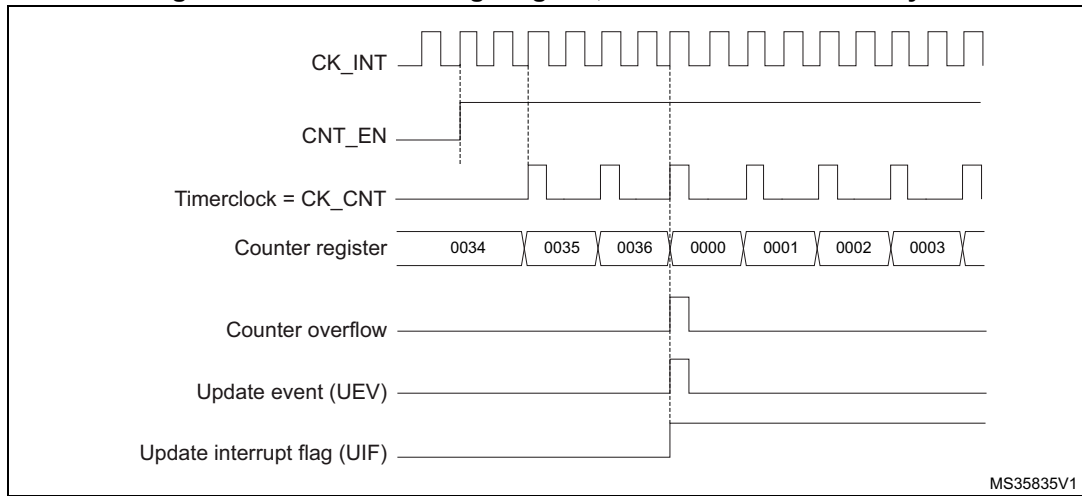 CK_INT
CNT_EN
Timerclock = CK_CNT
Counter register 0034 0035 0036 0000 0001 0002 0003
Counter overflow
Update event (UEV)
Update interrupt flag (UIF)
MS35835V1